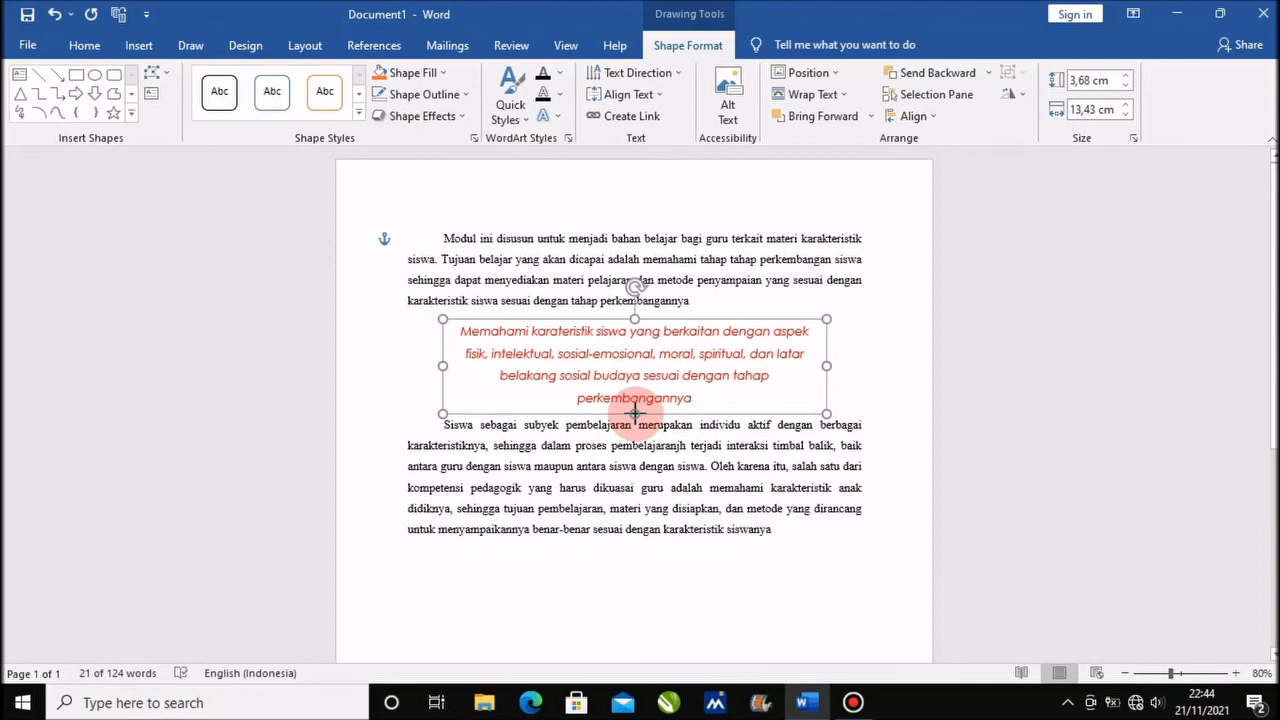 Document1 - Word
Drawing Tools
Sign in
File Home Insert Draw Design Layout References Mailings Review View Help Shape Format Tell me what you want to do Share
Abc Abc Abc
Shape Fill
Shape Outline
Shape Effects
Quick Styles
Text Direction
Align Text
Create Link
Alt Text
Position
Wrap Text
Bring Forward
Send Backward
Selection Pane
Align
3,68 cm
13,43 cm
Insert Shapes Shape Styles WordArt Styles Text Accessibility Arrange Size
Modul ini disusun untuk menjadi bahan belajar bagi guru terkait materi karakteristik
siswa. Tujuan belajar yang akan dicapai adalah memahami tahap tahap perkembangan siswa
sehingga dapat menyediakan materi pelajaran dan metode penyampaian yang sesuai dengan
karakteristik siswa sesuai dengan tahap perkembangannya
Memahami karateristik siswa yang berkaitan dengan aspek
fisik, intelektual, sosial-emosional, moral, spiritual, dan latar
belakang sosial budaya sesuai dengan tahap
perkembangannya
Siswa sebagai subyek pembelajaran merupakan individu aktif dengan berbagai
karakteristiknya, sehingga dalam proses pembelajaranjh terjadi interaksi timbal balik, baik
antara guru dengan siswa maupun antara siswa dengan siswa. Oleh karena itu, salah satu dari
kompetensi pedagogik yang harus dikuasai guru adalah memahami karakteristik anak
didiknya, sehingga tujuan pembelajaran, materi yang disiapkan, dan metode yang dirancang
untuk menyampaikannya benar-benar sesuai dengan karakteristik siswanya
Page 1 of 1 21 of 124 words English (Indonesia) 80%
Type here to search
22:44
21/11/2021
2